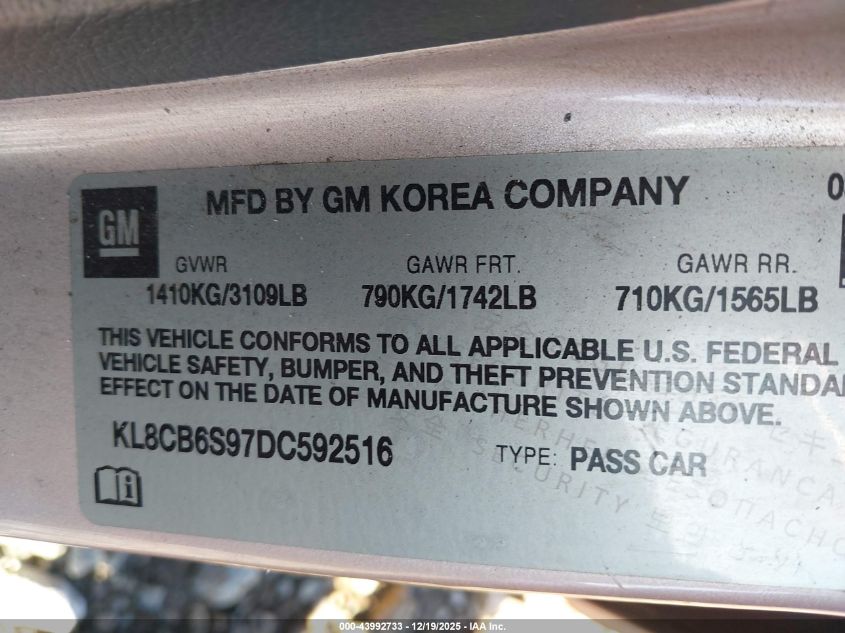 GM
MFD BY GM KOREA COMPANY
GVWR GAWR FRT. GAWR RR.
1410KG/3109LB 790KG/1742LB 710KG/1565LB
THIS VEHICLE CONFORMS TO ALL APPLICABLE U.S. FEDERAL
VEHICLE SAFETY, BUMPER, AND THEFT PREVENTION
EFFECT ON THE DATE OF MANUFACTURE SHOWN ABOVE.
KL8CB6S97DC592516 TYPE: PASS CAR
SECURITY
000-43992733 - 12/19/2025 - IAA Inc.